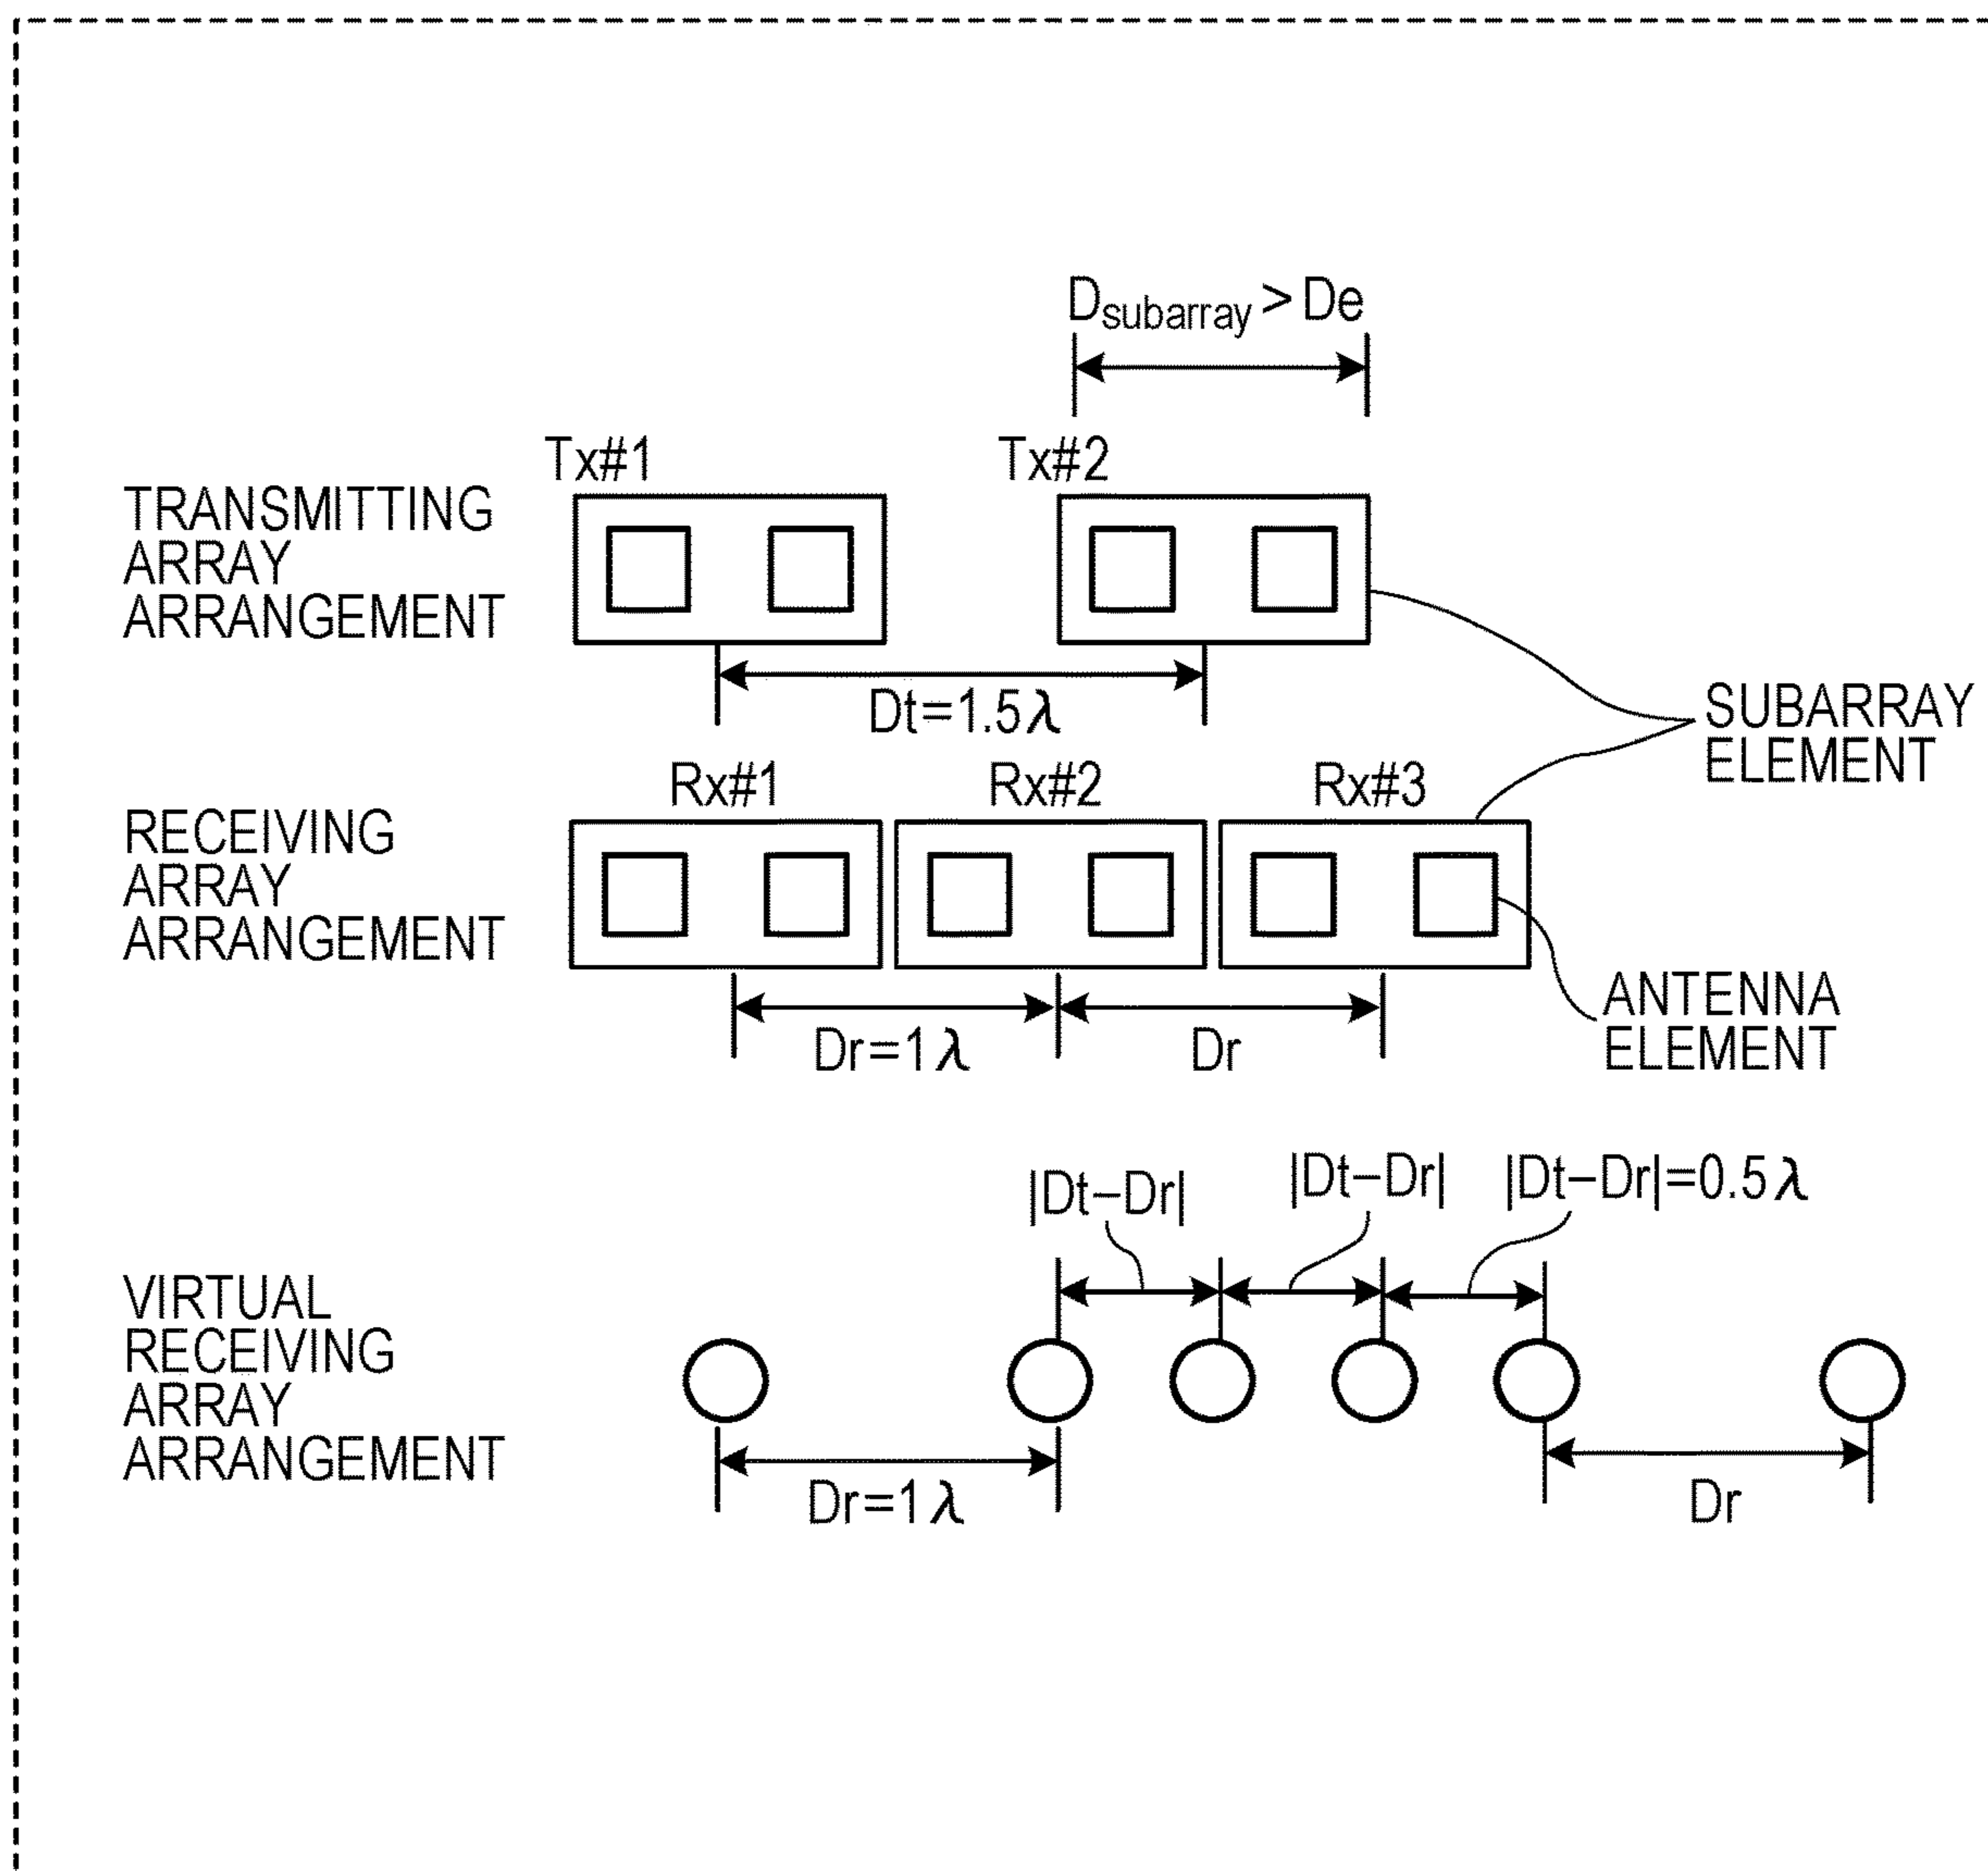 Dsubarray > De
Tx#1
Tx#2
TRANSMITTING
ARRAY
ARRANGEMENT
Dt=1.5λ
SUBARRAY
ELEMENT
Rx#1
Rx#2
Rx#3
RECEIVING
ARRAY
ARRANGEMENT
Dr=1λ
Dr
ANTENNA
ELEMENT
|Dt–Dr|
|Dt–Dr|
|Dt–Dr|=0.5λ
VIRTUAL
RECEIVING
ARRAY
ARRANGEMENT
Dr=1λ
Dr